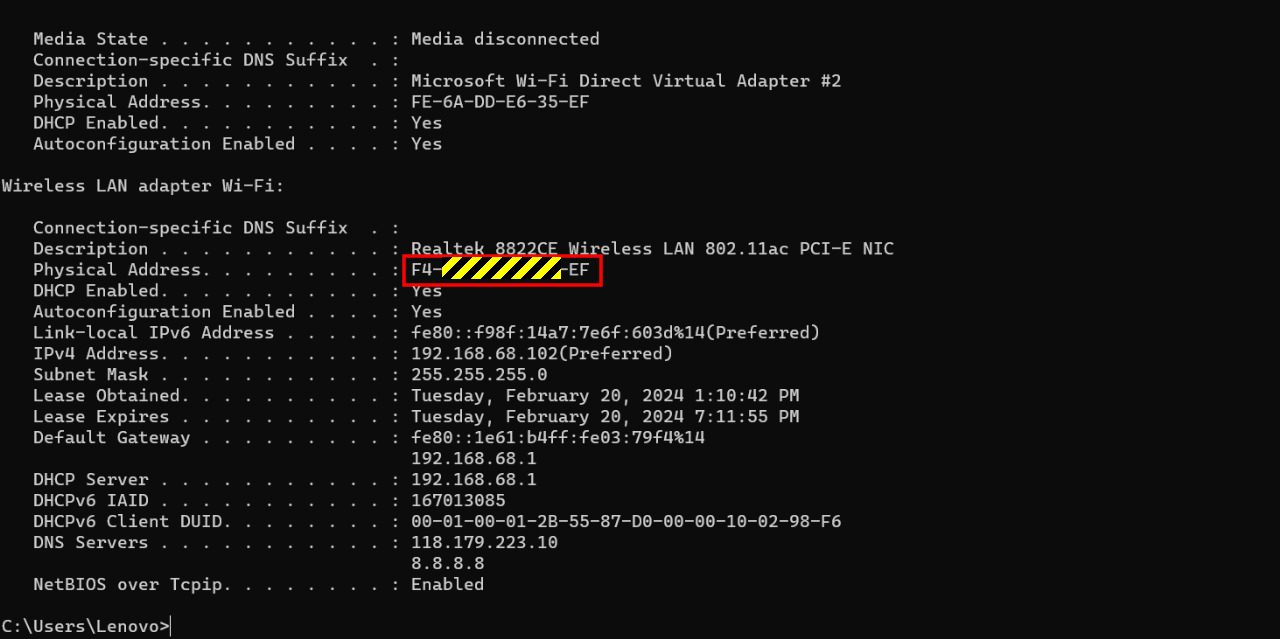 Media State . . . . . . . . . . . : Media disconnected
Connection-specific DNS Suffix  . :
Description . . . . . . . . . . . : Microsoft Wi-Fi Direct Virtual Adapter #2
Physical Address. . . . . . . . . : FE-6A-DD-E6-35-EF
DHCP Enabled. . . . . . . . . . . : Yes
Autoconfiguration Enabled . . . . : Yes
Wireless LAN adapter Wi-Fi:
Connection-specific DNS Suffix  . :
Description . . . . . . . . . . . : Realtek 8822CE Wireless LAN 802.11ac PCI-E NIC
Physical Address. . . . . . . . . : F4- -EF
DHCP Enabled. . . . . . . . . . . : Yes
Autoconfiguration Enabled . . . . : Yes
Link-local IPv6 Address . . . . . : fe80::f98f:14a7:7e6f:603d%14(Preferred)
IPv4 Address. . . . . . . . . . . : 192.168.68.102(Preferred)
Subnet Mask . . . . . . . . . . . : 255.255.255.0
Lease Obtained. . . . . . . . . . : Tuesday, February 20, 2024 1:10:42 PM
Lease Expires . . . . . . . . . . : Tuesday, February 20, 2024 7:11:55 PM
Default Gateway . . . . . . . . . : fe80::1e61:b4ff:fe03:79f4%14
192.168.68.1
DHCP Server . . . . . . . . . . . : 192.168.68.1
DHCPv6 IAID . . . . . . . . . . . : 167013085
DHCPv6 Client DUID. . . . . . . . : 00-01-00-01-2B-55-87-D0-00-00-10-02-98-F6
DNS Servers . . . . . . . . . . . : 118.179.223.10
8.8.8.8
NetBIOS over Tcpip. . . . . . . . : Enabled
C:\Users\Lenovo>